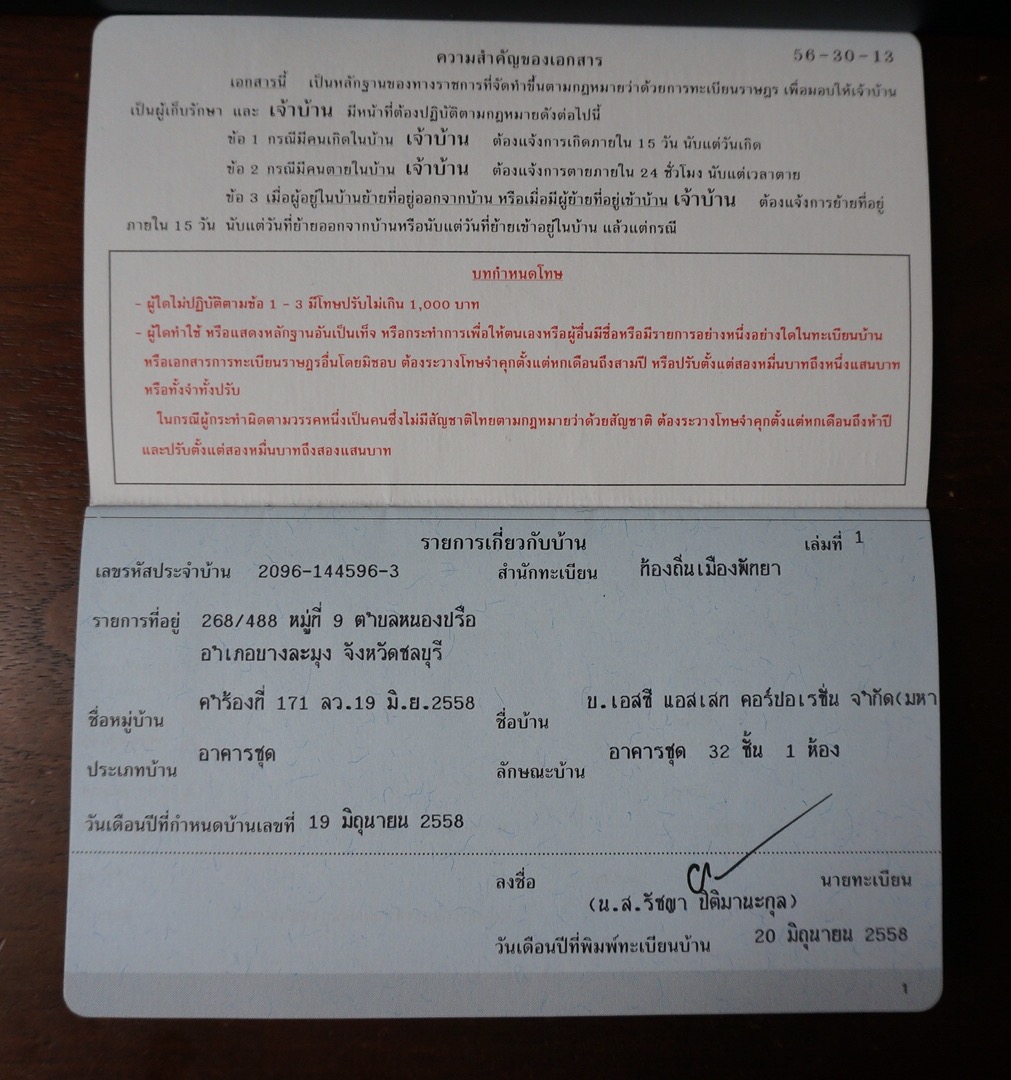 ความสำคัญของเอกสาร 56-30-13
เอกสารนี้ เป็นหลักฐานของทางราชการที่จัดทำขึ้นตามกฎหมายว่าด้วยการทะเบียนราษฎร เพื่อมอบให้เจ้าบ้าน
เป็นผู้เก็บรักษา และ เจ้าบ้าน มีหน้าที่ต้องปฏิบัติตามกฎหมายดังต่อไปนี้
ข้อ 1 กรณีมีคนเกิดในบ้าน เจ้าบ้าน ต้องแจ้งการเกิดภายใน 15 วัน นับแต่วันเกิด
ข้อ 2 กรณีมีคนตายในบ้าน เจ้าบ้าน ต้องแจ้งการตายภายใน 24 ชั่วโมง นับแต่เวลาตาย
ข้อ 3 เมื่อผู้อยู่ในบ้านย้ายที่อยู่ออกจากบ้าน หรือเมื่อมีผู้ย้ายที่อยู่เข้าบ้าน เจ้าบ้าน ต้องแจ้งการย้ายที่อยู่
ภายใน 15 วัน นับแต่วันที่ย้ายออกจากบ้านหรือนับแต่วันที่ย้ายเข้าอยู่ในบ้าน แล้วแต่กรณี
บทกำหนดโทษ
- ผู้ใดไม่ปฏิบัติตามข้อ 1 - 3 มีโทษปรับไม่เกิน 1,000 บาท
- ผู้ใดทำใช้ หรือแสดงหลักฐานอันเป็นเท็จ หรือกระทำการเพื่อให้ตนเองหรือผู้อื่นมีชื่อหรือมีรายการอย่างหนึ่งอย่างใดในทะเบียนบ้าน
หรือเอกสารการทะเบียนราษฎรอื่นโดยมิชอบ ต้องระวางโทษจำคุกตั้งแต่หกเดือนถึงสามปี หรือปรับตั้งแต่สองหมื่นบาทถึงหนึ่งแสนบาท
หรือทั้งจำทั้งปรับ
ในกรณีผู้กระทำผิดตามวรรคหนึ่งเป็นคนซึ่งไม่มีสัญชาติไทยตามกฎหมายว่าด้วยสัญชาติ ต้องระวางโทษจำคุกตั้งแต่หกเดือนถึงห้าปี
และปรับตั้งแต่สองหมื่นบาทถึงสองแสนบาท
รายการเกี่ยวกับบ้าน เล่มที่ 1
เลขรหัสประจำบ้าน 2096-144596-3 สำนักทะเบียน ท้องถิ่นเมืองพัทยา
รายการที่อยู่ 268/488 หมู่ที่ 9 ตำบลหนองปรือ
อำเภอบางละมุง จังหวัดชลบุรี
ชื่อหมู่บ้าน คำร้องที่ 171 ลว.19 มิ.ย.2558 ชื่อบ้าน บ.เอสซี แอสเสท คอร์ปอเรชั่น จำกัด(มหา
ประเภทบ้าน อาคารชุด ลักษณะบ้าน อาคารชุด 32 ชั้น 1 ห้อง
วันเดือนปีที่กำหนดบ้านเลขที่ 19 มิถุนายน 2558
ลงชื่อ นายทะเบียน
(น.ส.รัชญา ปิติมานะกุล)
วันเดือนปีที่พิมพ์ทะเบียนบ้าน 20 มิถุนายน 2558
1